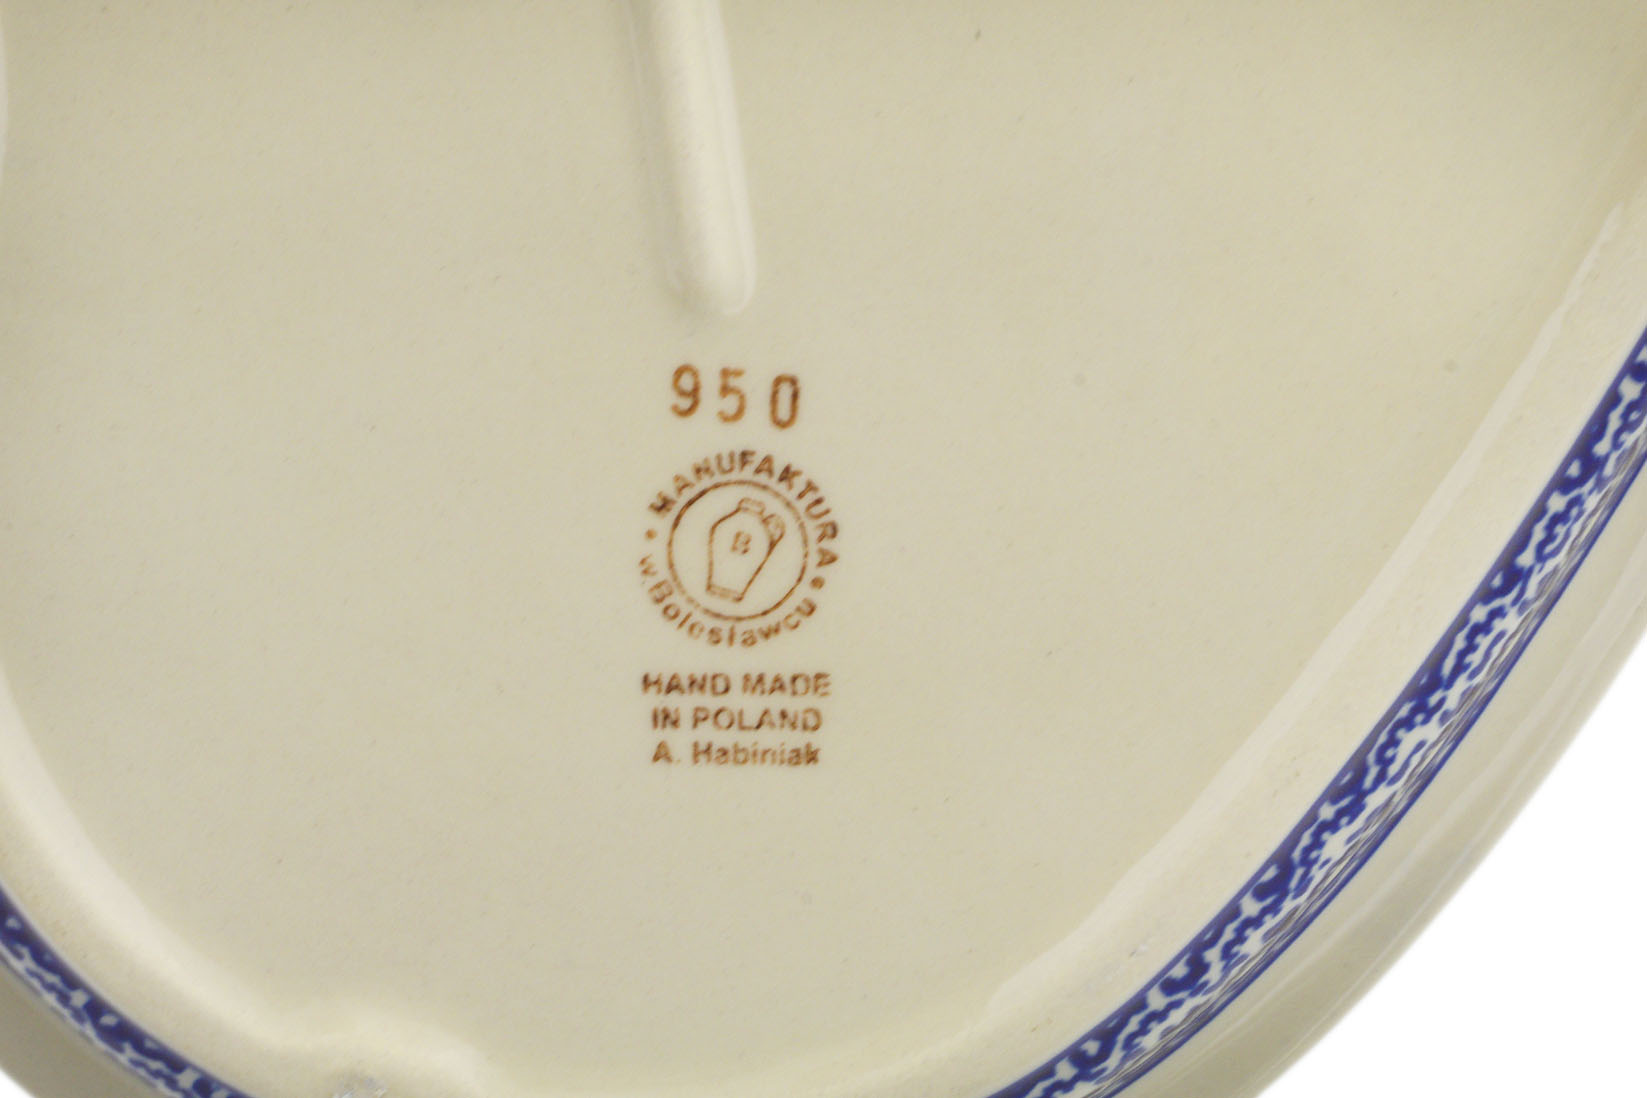 950
MANUFAKTURA
w. Bolesławcu
B
HAND MADE
IN POLAND
A. Habiniak